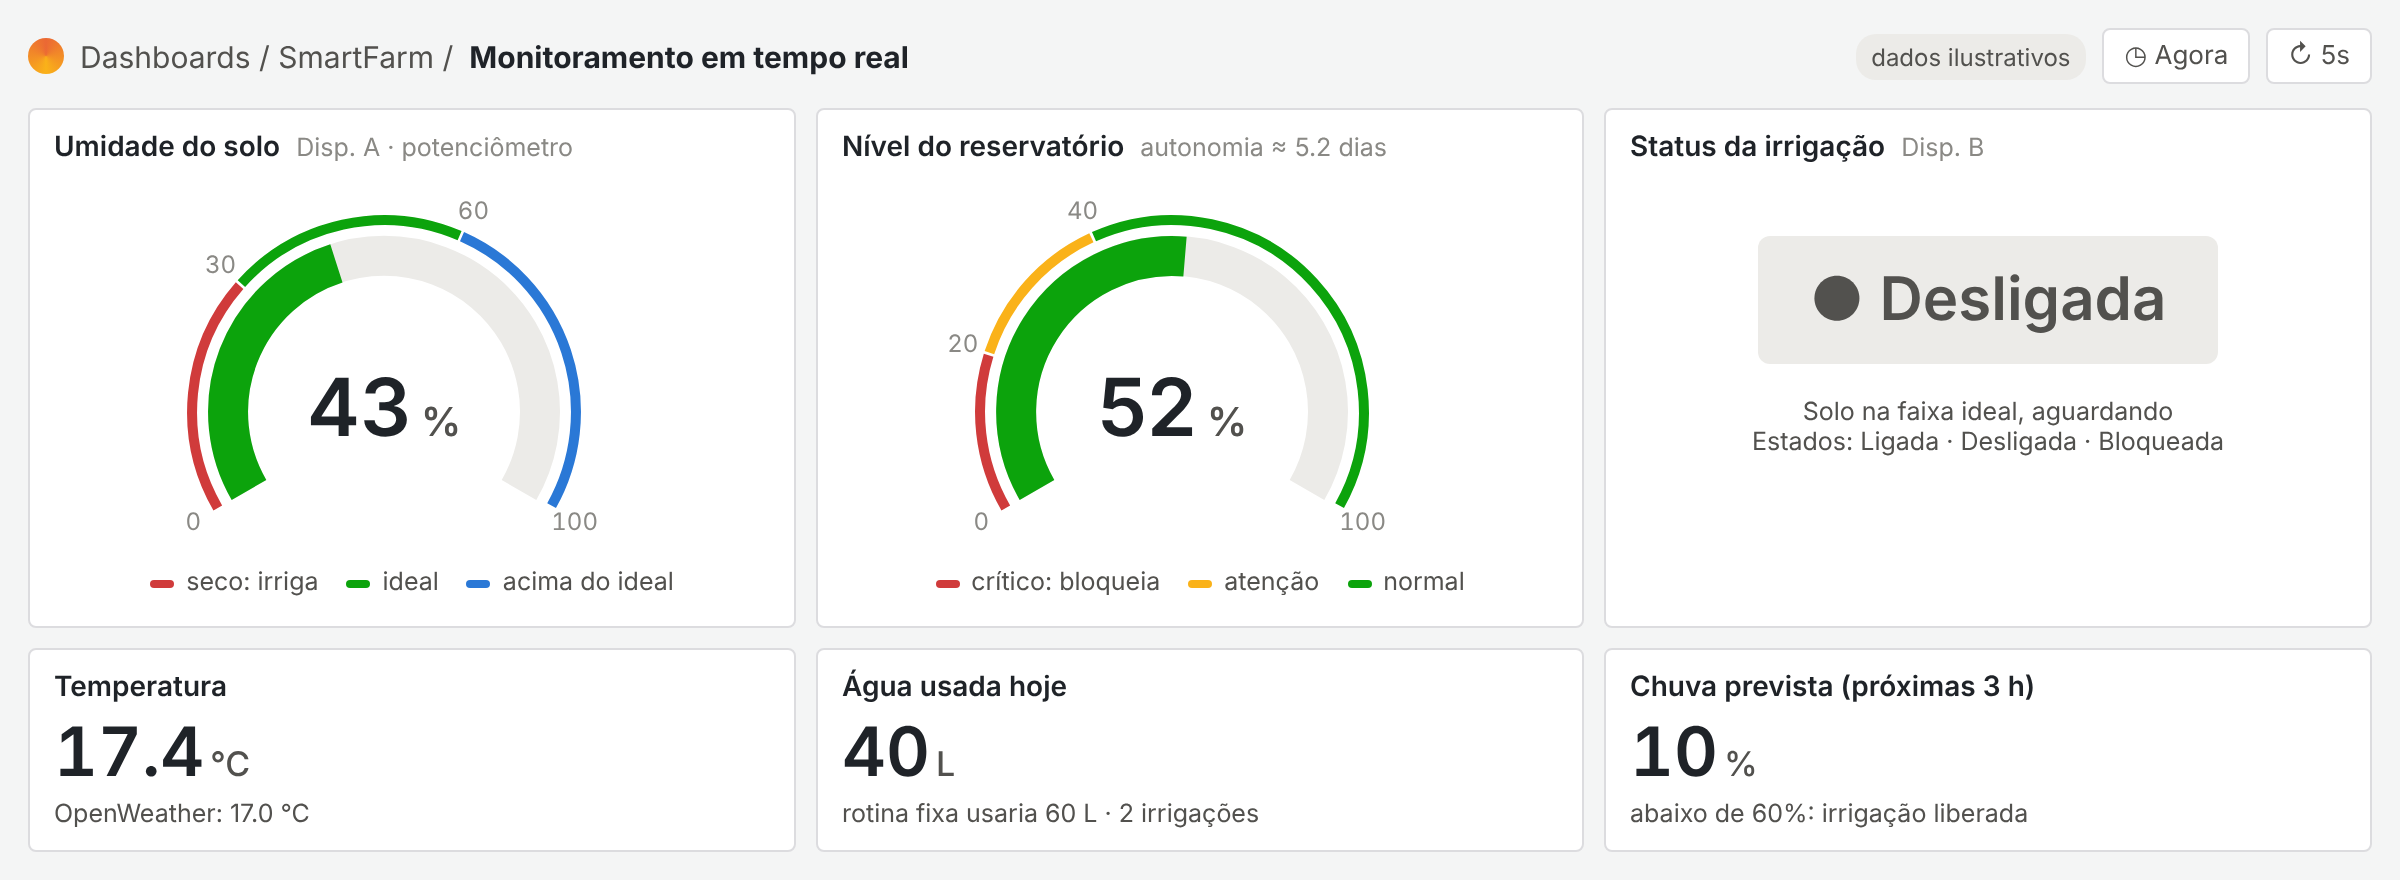 Dashboards / SmartFarm / Monitoramento em tempo real
dados ilustrativos
Agora
5s
Umidade do solo Disp. A · potenciômetro
60
30
43 %
0
100
seco: irriga ideal acima do ideal
Nível do reservatório autonomia ≈ 5.2 dias
40
20
52 %
0
100
crítico: bloqueia atenção normal
Status da irrigação Disp. B
Desligada
Solo na faixa ideal, aguardando
Estados: Ligada · Desligada · Bloqueada
Temperatura
17.4 °C
OpenWeather: 17.0 °C
Água usada hoje
40 L
rotina fixa usaria 60 L · 2 irrigações
Chuva prevista (próximas 3 h)
10 %
abaixo de 60%: irrigação liberada